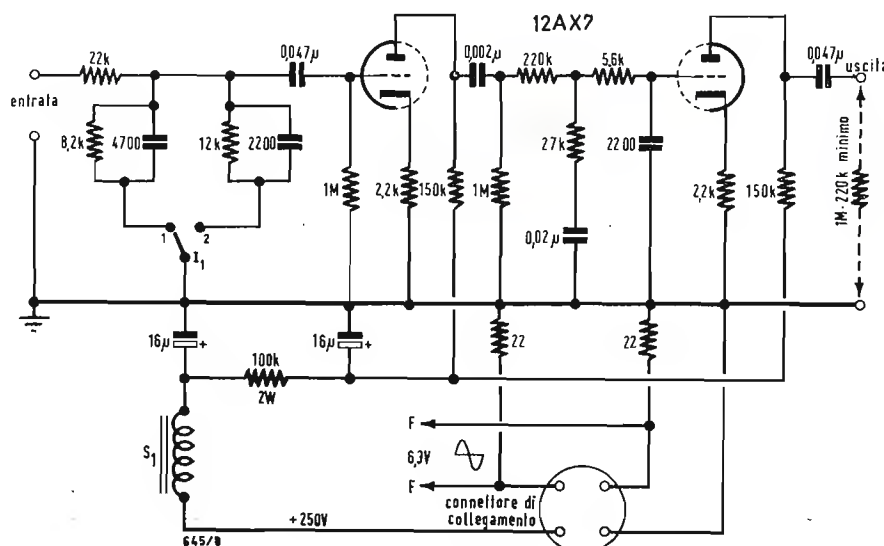 12AX7
22k
0,047µ
0,002µ
220k
5,6k
0,047µ
uscita
entrata
8,2k
4700
12k
2200
27k
2200
1M
2,2k
150k
1M
2,2k
150k
1M-220k minimo
0,02µ
1
2
I1
16µ
+
16µ
+
22
22
100k
2W
S1
F
6,3V
F
connettore di
collegamento
+250V
645/B